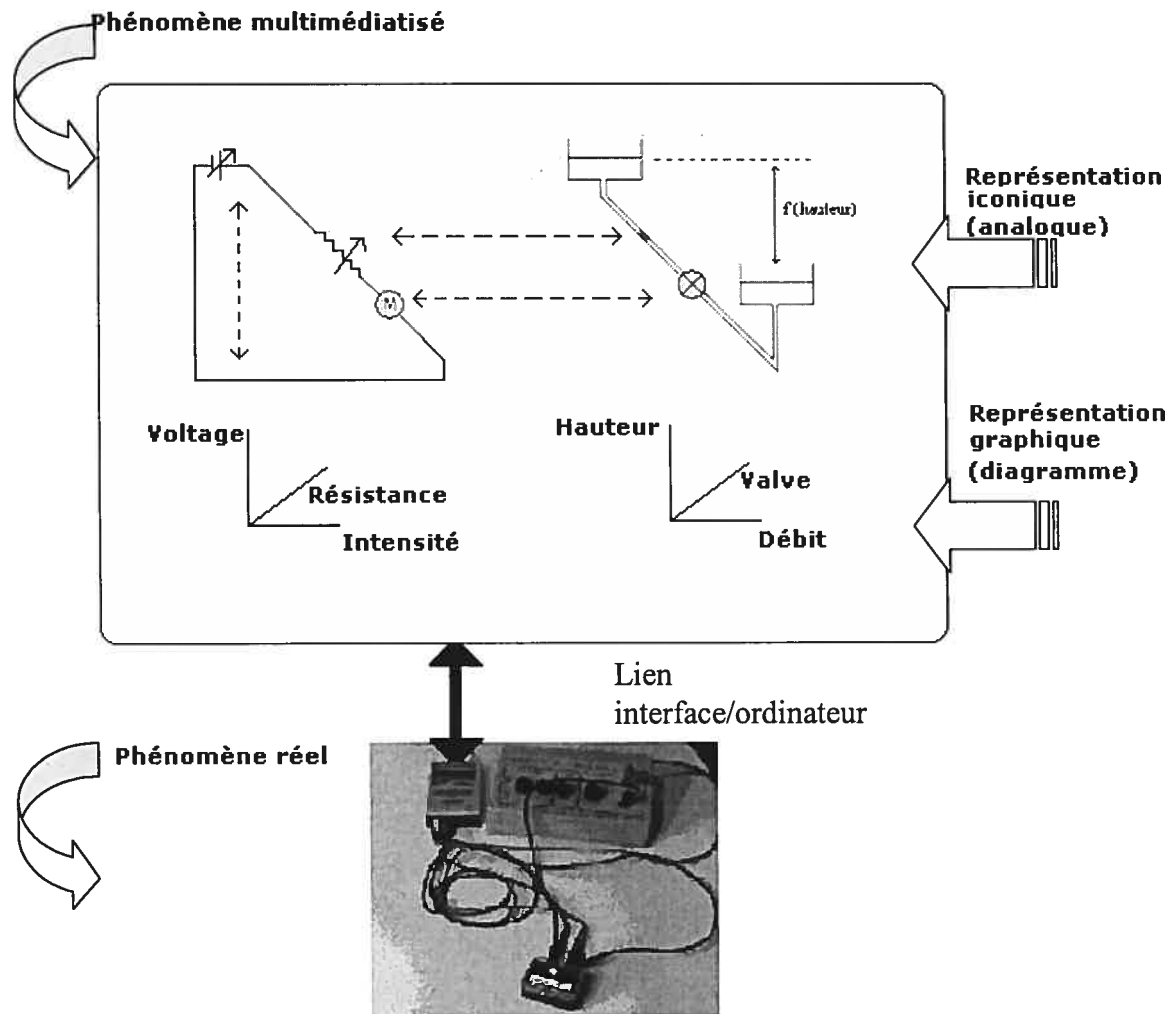 Phénomène multimédiatisé
f (hauteur)
M
Représentation
iconique
(analogue)
Voltage
Résistance
Intensité
Hauteur
Valve
Débit
Représentation
graphique
(diagramme)
Lien
interface/ordinateur
Phénomène réel